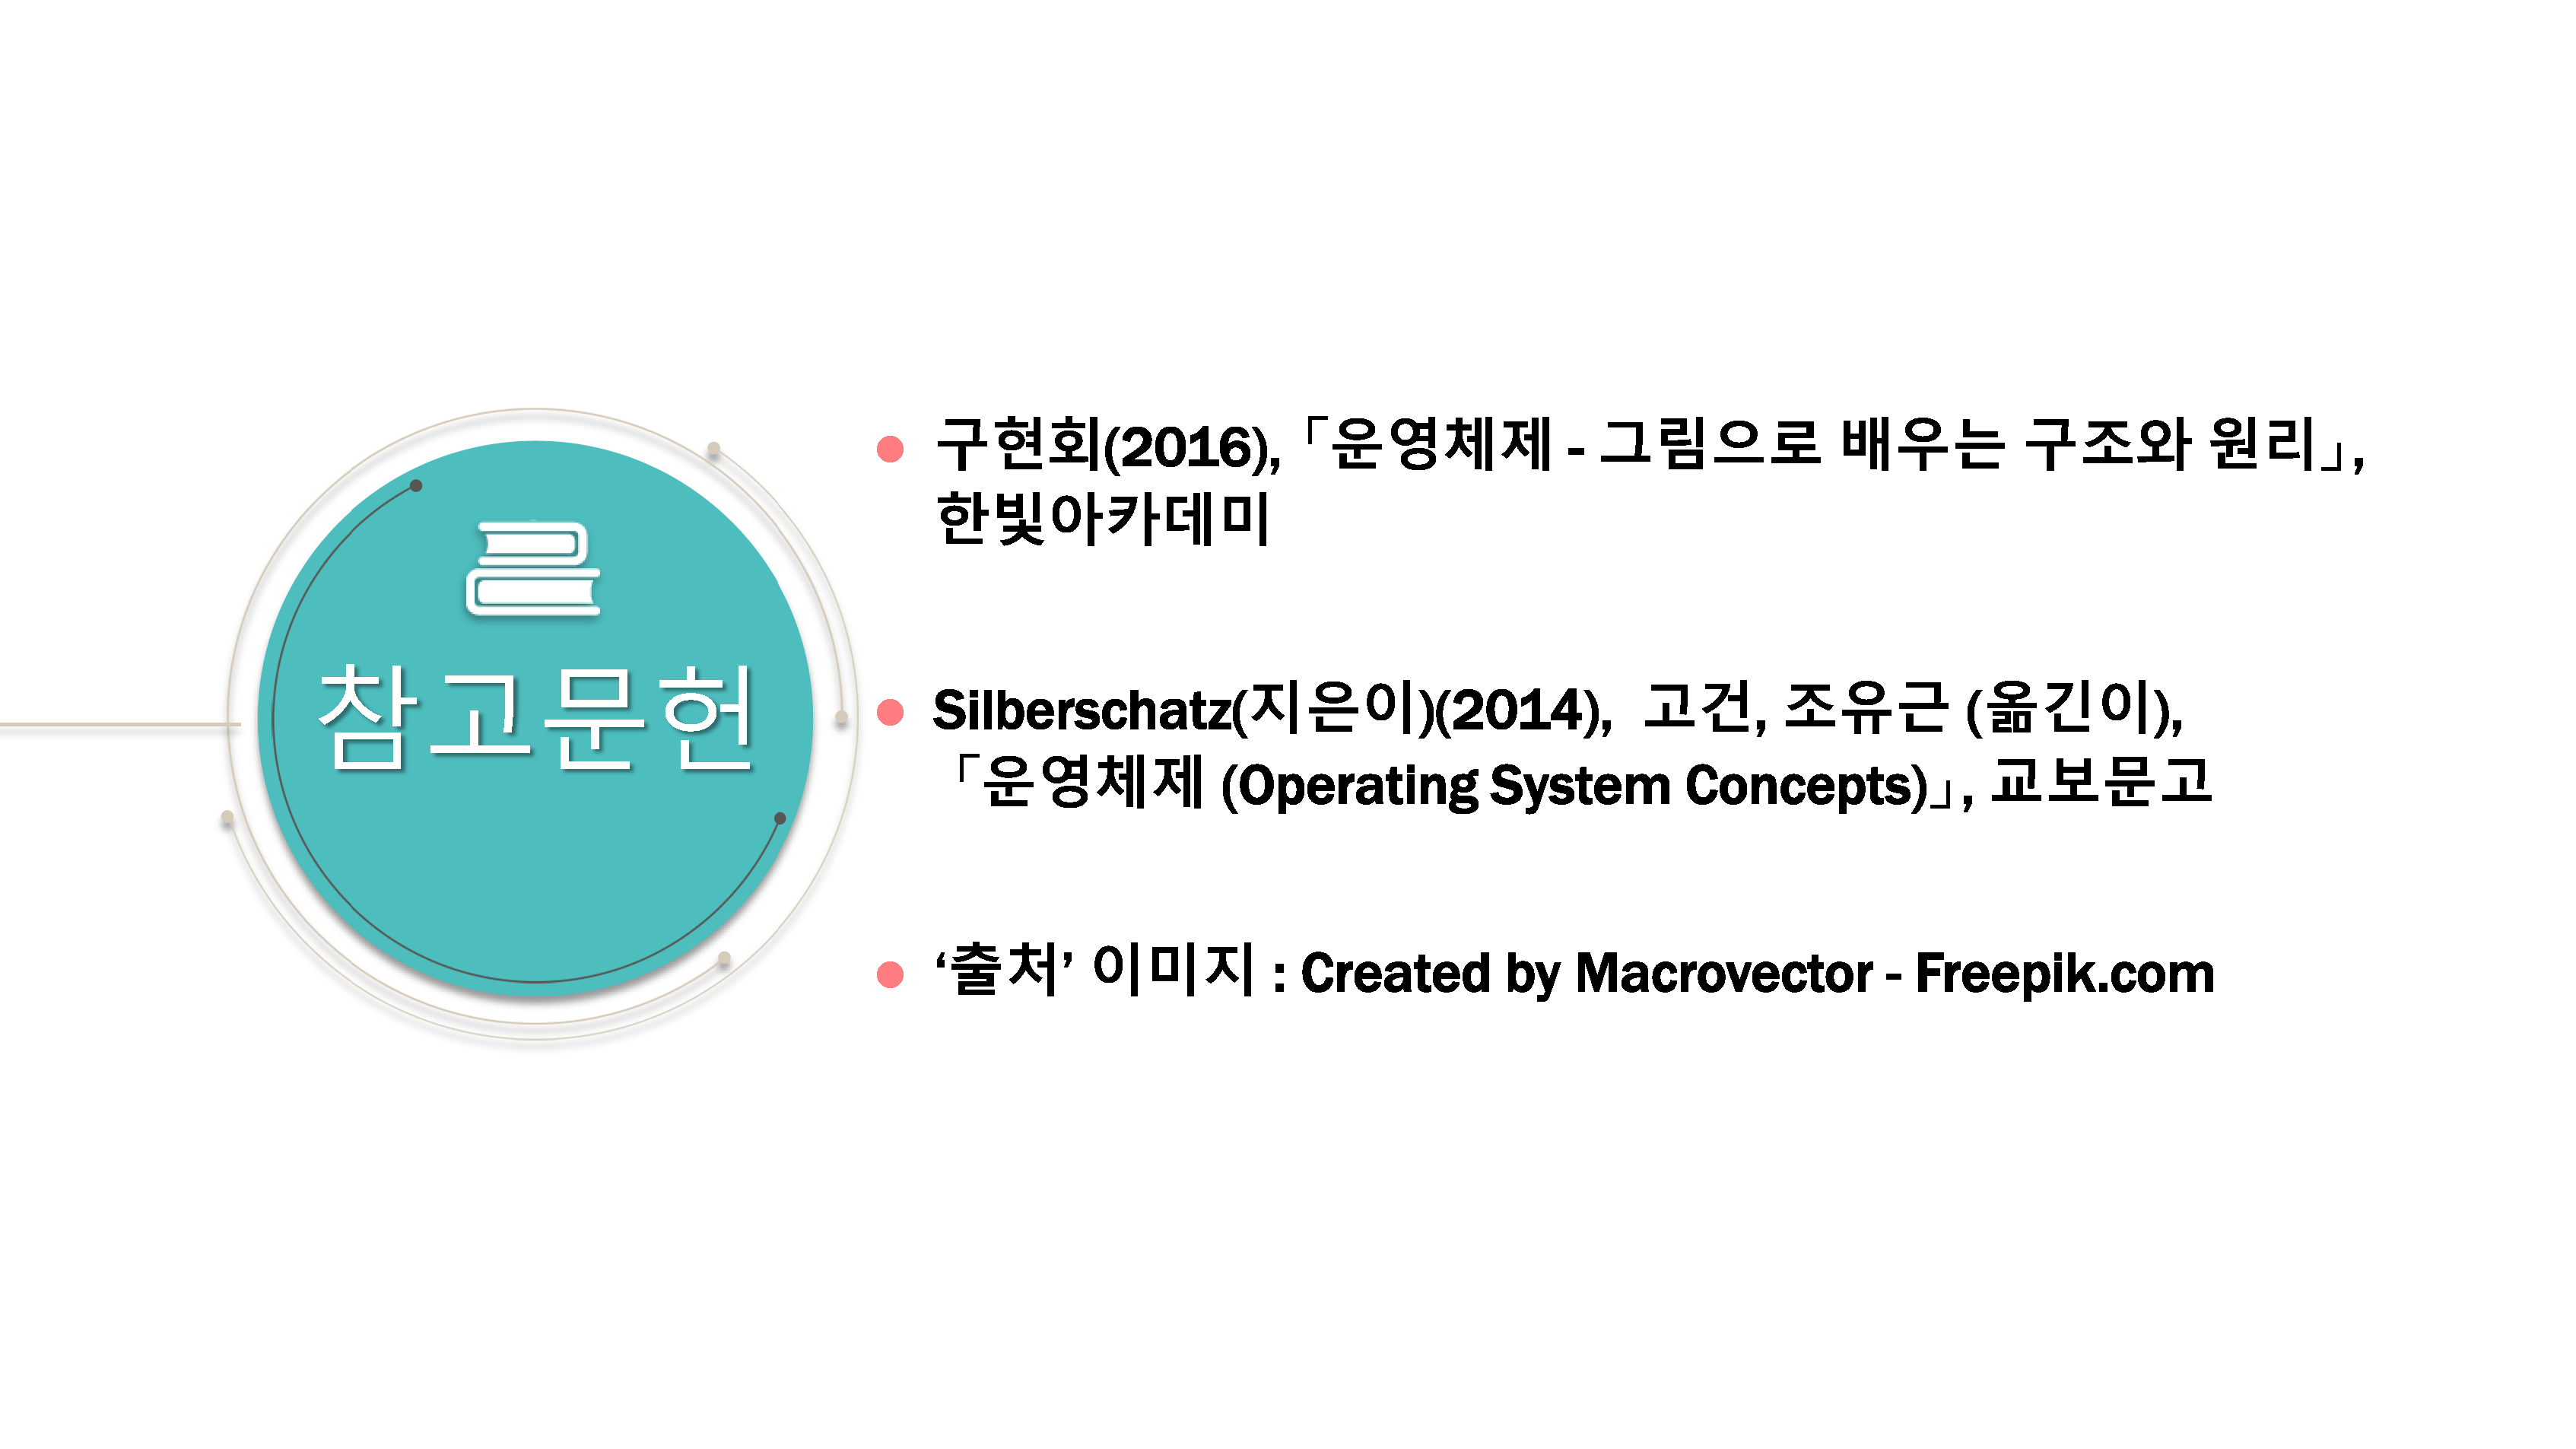 참고문헌
구현회(2016), 「운영체제 - 그림으로 배우는 구조와 원리」,
한빛아카데미
Silberschatz(지은이)(2014), 고건, 조유근 (옮긴이),
「운영체제 (Operating System Concepts)」, 교보문고
‘출처’ 이미지 : Created by Macrovector - Freepik.com